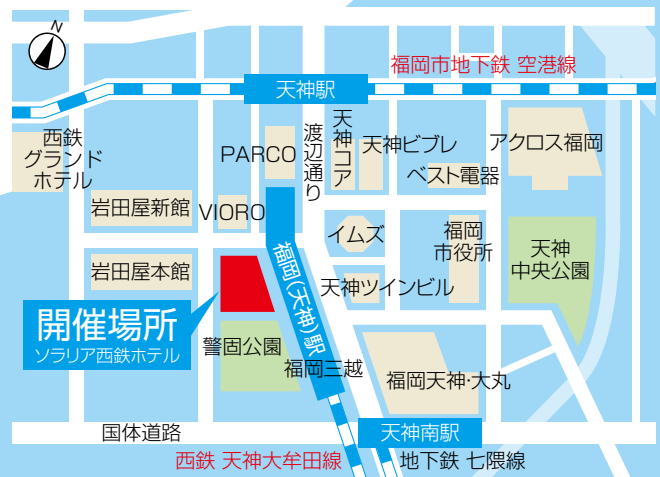 N
福岡市地下鉄 空港線
天神駅
西鉄
グランド
ホテル
PARCO
渡辺通り
天神コア
天神ビブレ
ベスト電器
アクロス福岡
岩田屋新館
VIORO
イムズ
福岡
市役所
天神
中央公園
岩田屋本館
福岡(天神)駅
天神ツインビル
開催場所
ソラリア西鉄ホテル
警固公園
福岡三越
福岡天神・大丸
国体道路
天神南駅
西鉄 天神大牟田線
地下鉄 七隈線